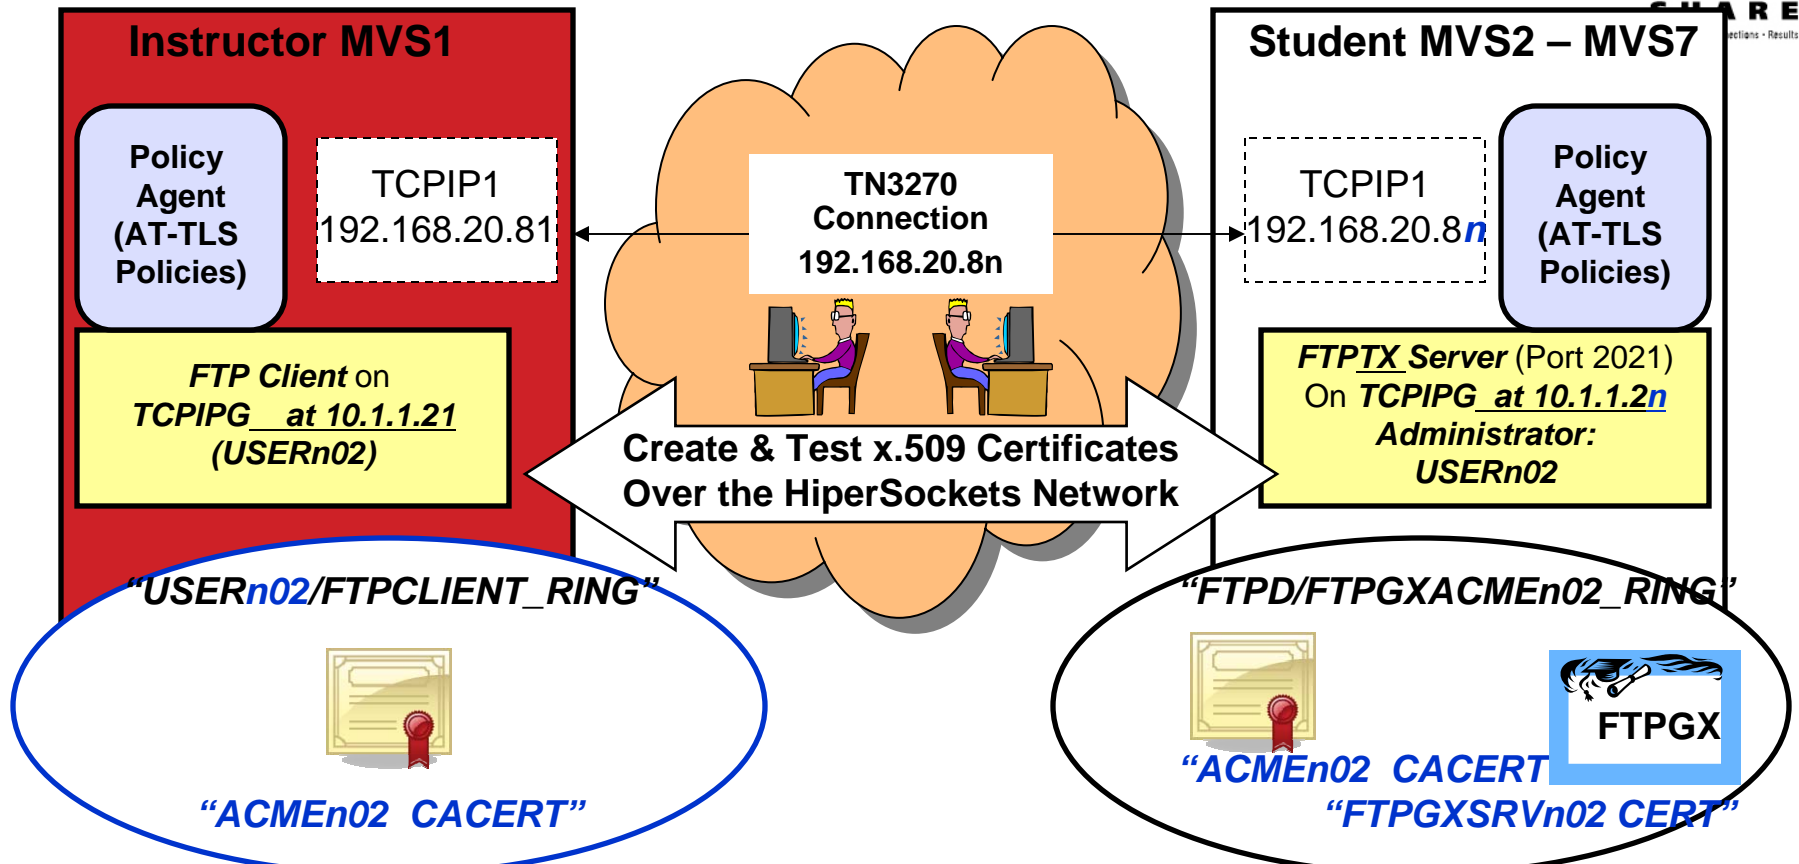 Instructor MVS1
Student MVS2 – MVS7
SHARE
ections • Results
Policy
Agent
(AT-TLS
Policies)
TCPIP1
192.168.20.81
TN3270
Connection
192.168.20.8n
TCPIP1
192.168.20.8n
Policy
Agent
(AT-TLS
Policies)
FTP Client on
TCPIPG at 10.1.1.21
(USERn02)
FTPTX Server (Port 2021)
On TCPIPG at 10.1.1.2n
Administrator:
USERn02
Create & Test x.509 Certificates
Over the HiperSockets Network
“USERn02/FTPCLIENT_RING”
“FTPD/FTPGXACMEn02_RING”
FTPGX
“ACMEn02 CACERT”
“ACMEn02 CACERT
“FTPGXSRVn02 CERT”